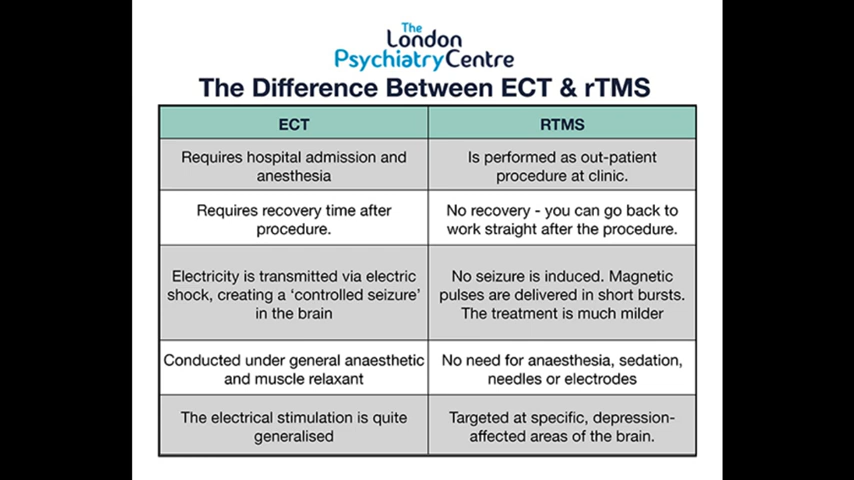 The
London
PsychiatryCentre
The Difference Between ECT & rTMS
ECT
RTMS
Requires hospital admission and
anesthesia
Is performed as out-patient
procedure at clinic.
Requires recovery time after
procedure.
No recovery - you can go back to
work straight after the procedure.
Electricity is transmitted via electric
shock, creating a ‘controlled seizure’
in the brain
No seizure is induced. Magnetic
pulses are delivered in short bursts.
The treatment is much milder
Conducted under general anaesthetic
and muscle relaxant
No need for anaesthesia, sedation,
needles or electrodes
The electrical stimulation is quite
generalised
Targeted at specific, depression-
affected areas of the brain.